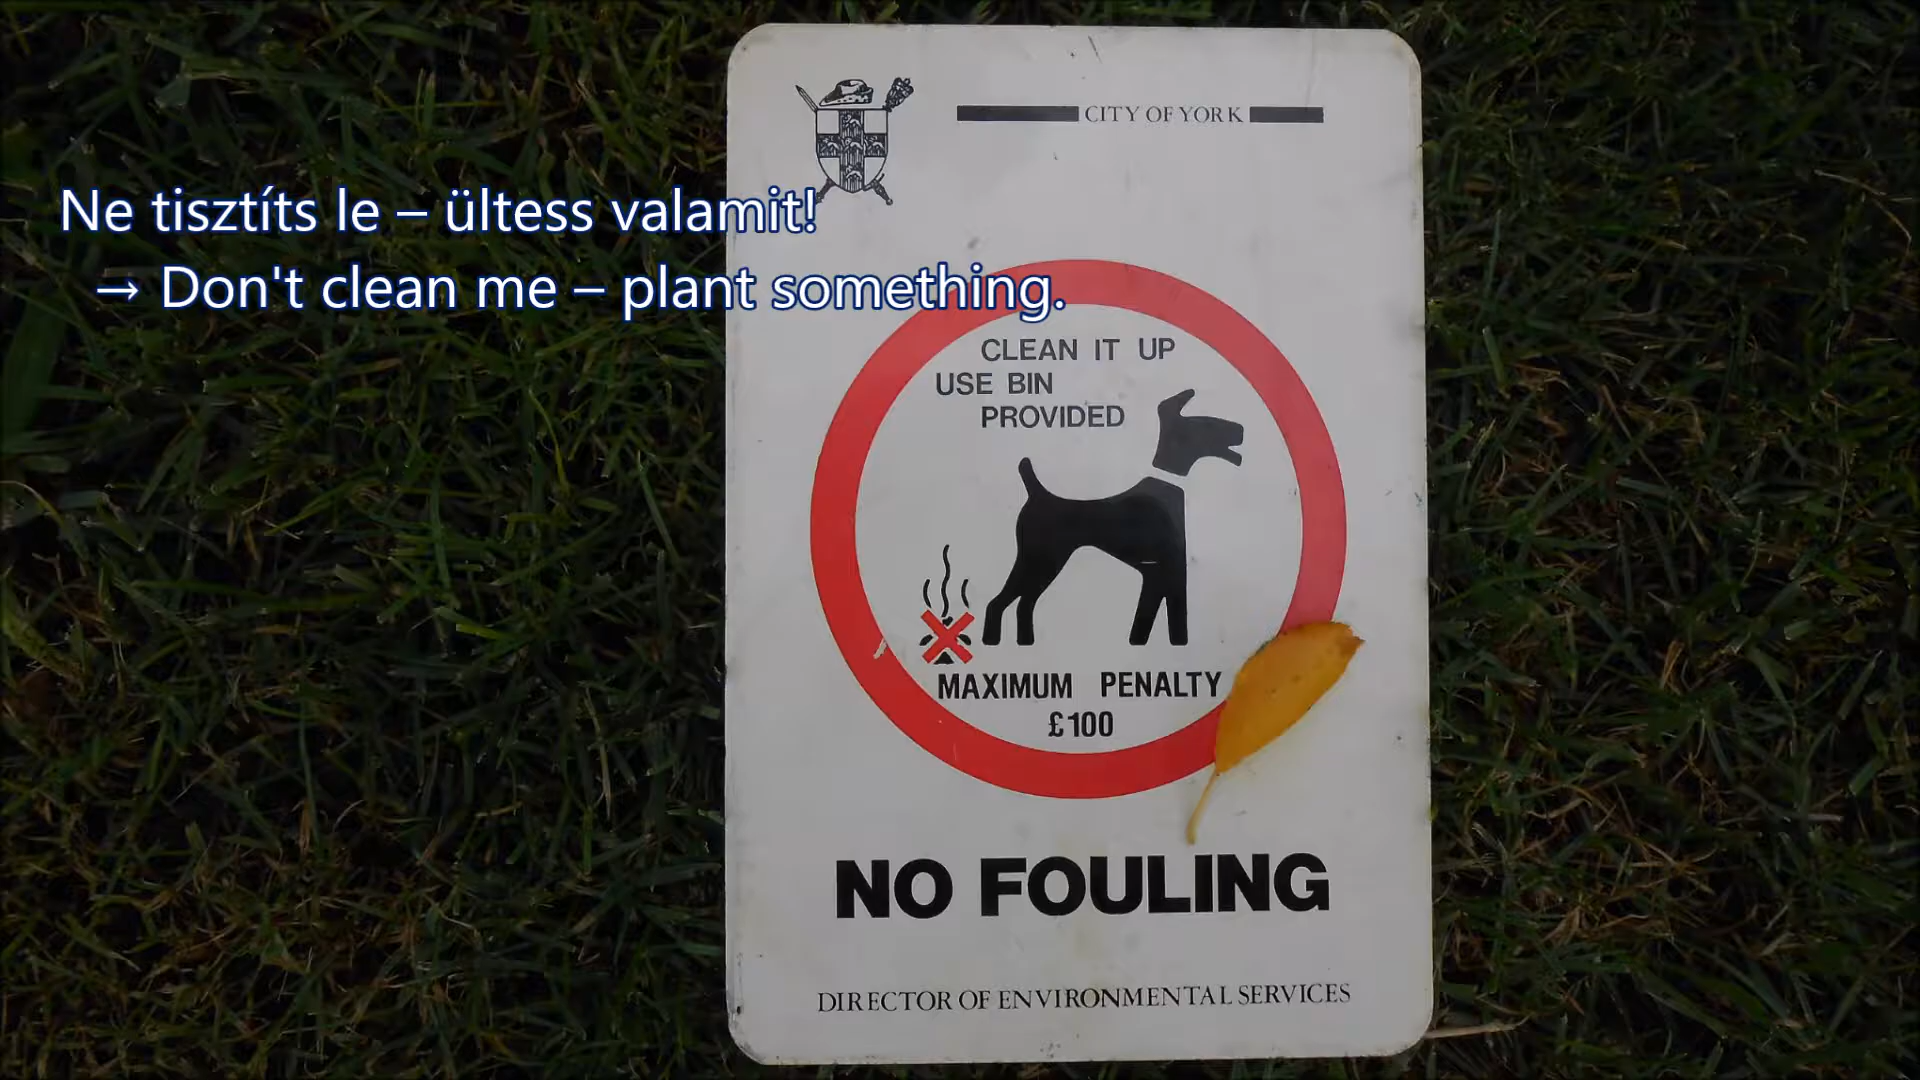 CITY OF YORK
Ne tisztíts le – ültess valamit!
→ Don't clean me – plant something.
CLEAN IT UP
USE BIN
PROVIDED
MAXIMUM PENALTY
£100
NO FOULING
DIRECTOR OF ENVIRONMENTAL SERVICES